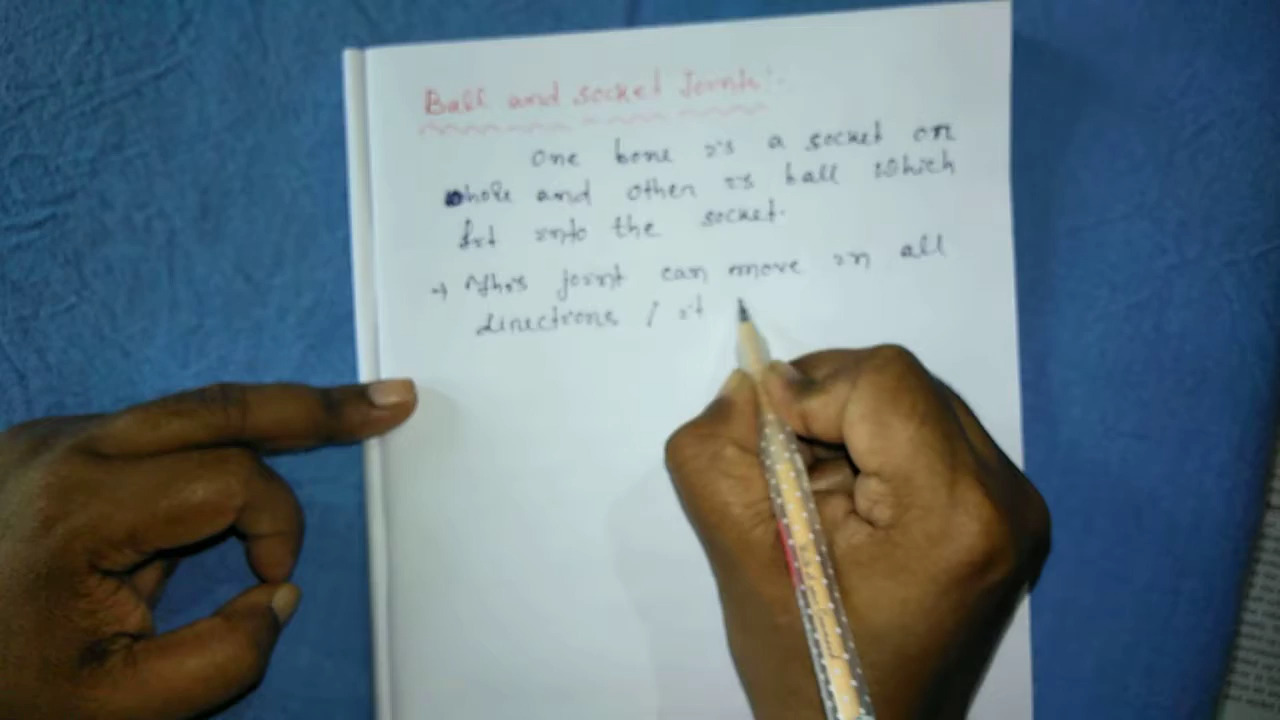 Ball and socket Joints:-
One bone is a socket or
hole and other is ball which
fit into the socket.
→ This joint can move in all
directions / it